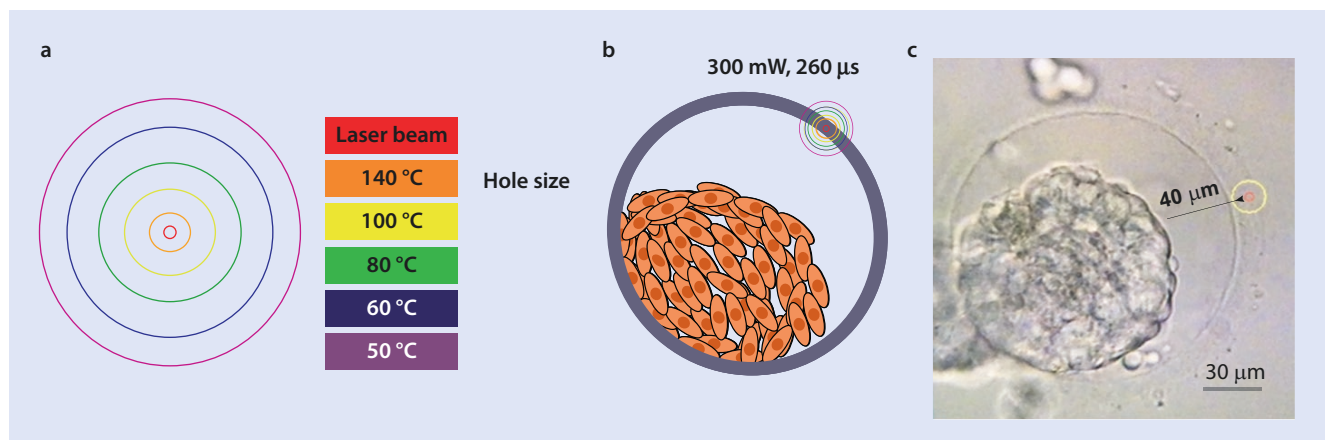 a
Laser beam
140 °C
100 °C
Hole size
80 °C
60 °C
50 °C
b
300 mW, 260 μs
c
40 μm
30 μm